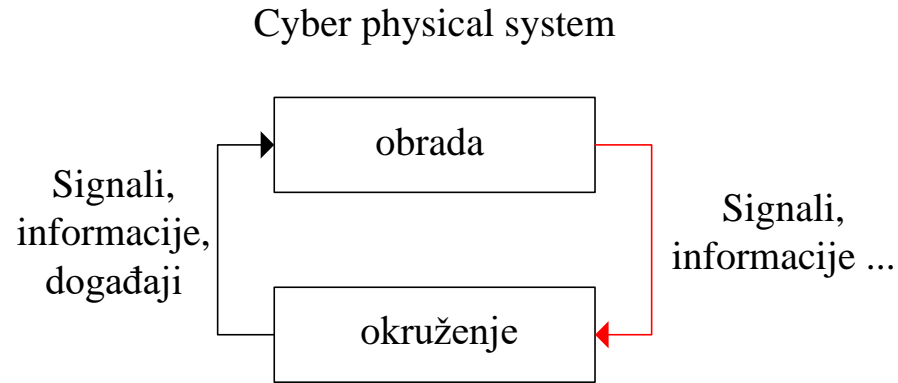 Cyber physical system
obrada
Signali,
informacije,
događaji
Signali,
informacije ...
okruženje